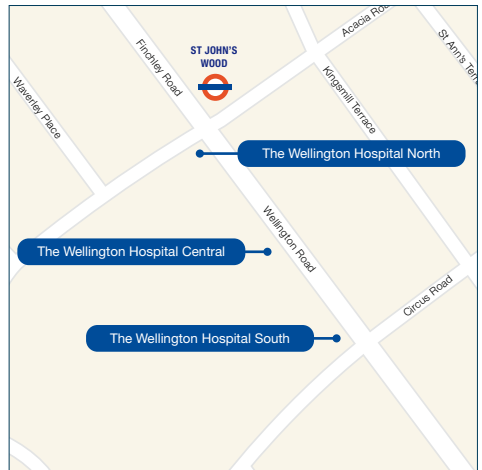 Acacia Roa
Finchley Road
ST JOHN'S
WOOD
St Ann's Terr
Waverley Place
Kingsmill Terrace
The Wellington Hospital North
Wellington Road
The Wellington Hospital Central
Circus Road
The Wellington Hospital South